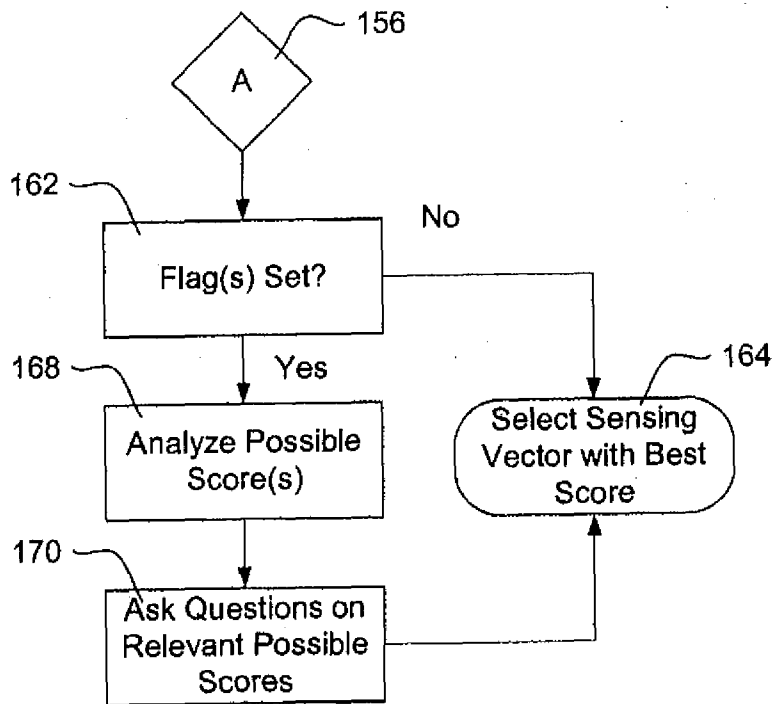 156
A
162
No
Flag(s) Set?
Yes
168
164
Analyze Possible
Score(s)
Select Sensing
Vector with Best
Score
170
Ask Questions on
Relevant Possible
Scores